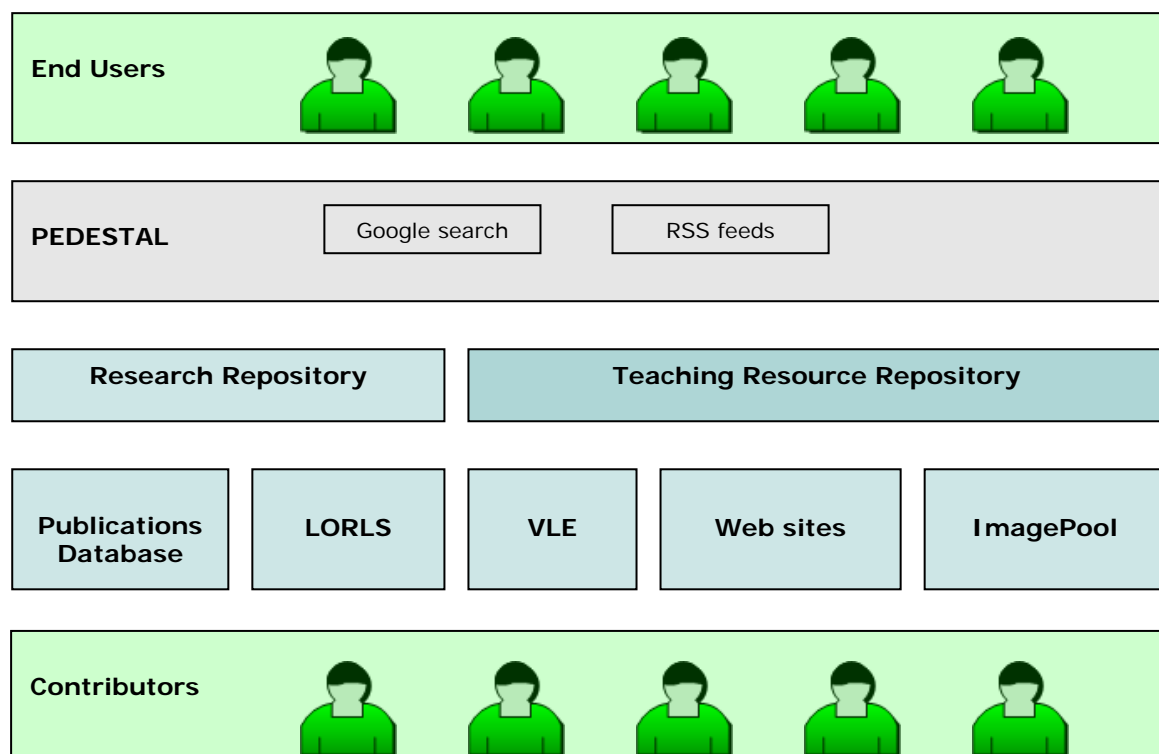 End Users
PEDESTAL
Google search
RSS feeds
Research Repository
Teaching Resource Repository
Publications
Database
LORLS
VLE
Web sites
ImagePool
Contributors